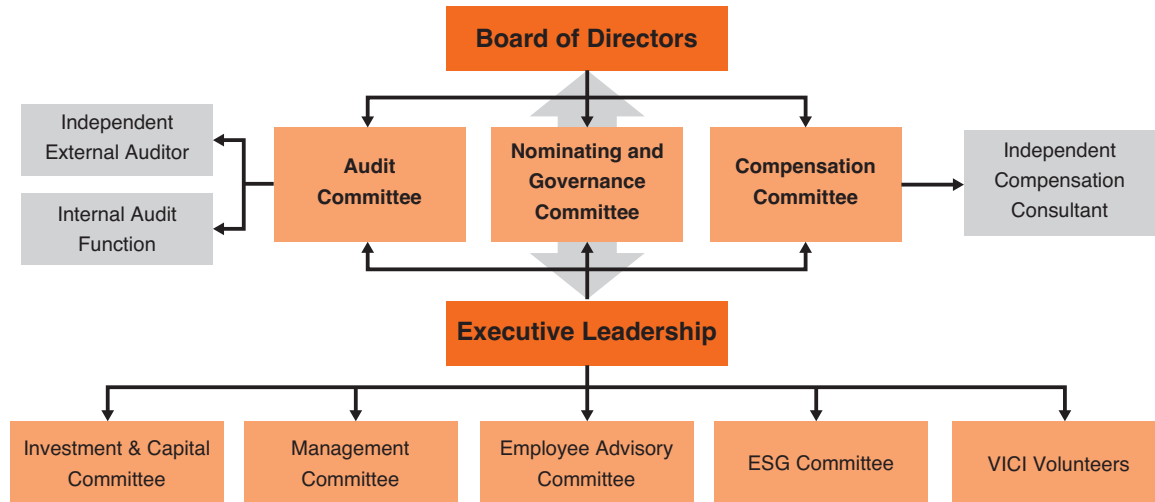 Board of Directors
Independent
External Auditor
Internal Audit
Function
Audit
Committee
Nominating and
Governance
Committee
Compensation
Committee
Independent
Compensation
Consultant
Executive Leadership
Investment & Capital
Committee
Management
Committee
Employee Advisory
Committee
ESG Committee
VICI Volunteers